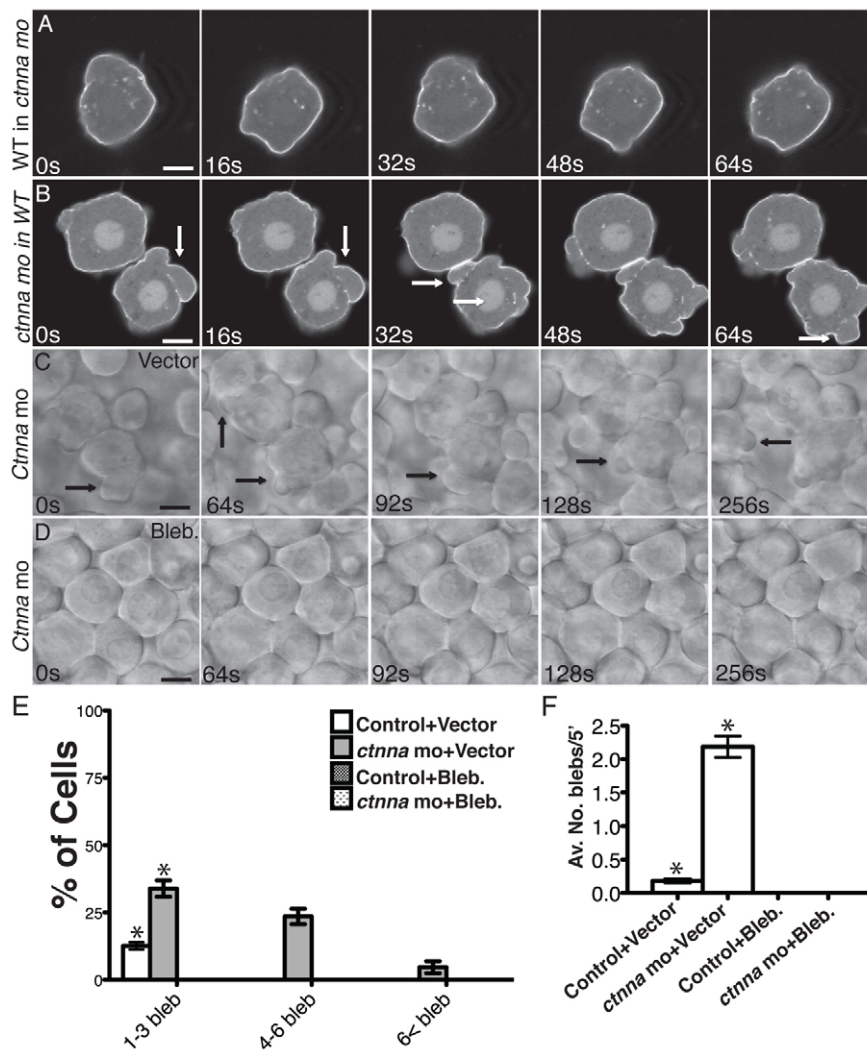 WT in ctnna mo
A
0s
16s
32s
48s
64s
ctnna mo in WT
B
0s
16s
32s
48s
64s
Ctnna mo
C
Vector
0s
64s
92s
128s
256s
Ctnna mo
D
Bleb.
0s
64s
92s
128s
256s
E
% of Cells
100
75
50
25
0
Control+Vector
ctnna mo+Vector
Control+Bleb.
ctnna mo+Bleb.
*
*
1-3 bleb
4-6 bleb
6< bleb
F
Av. No. blebs/5’
2.5
2.0
1.5
1.0
0.5
0.0
*
*
Control+Vector
ctnna mo+Vector
Control+Bleb.
ctnna mo+Bleb.